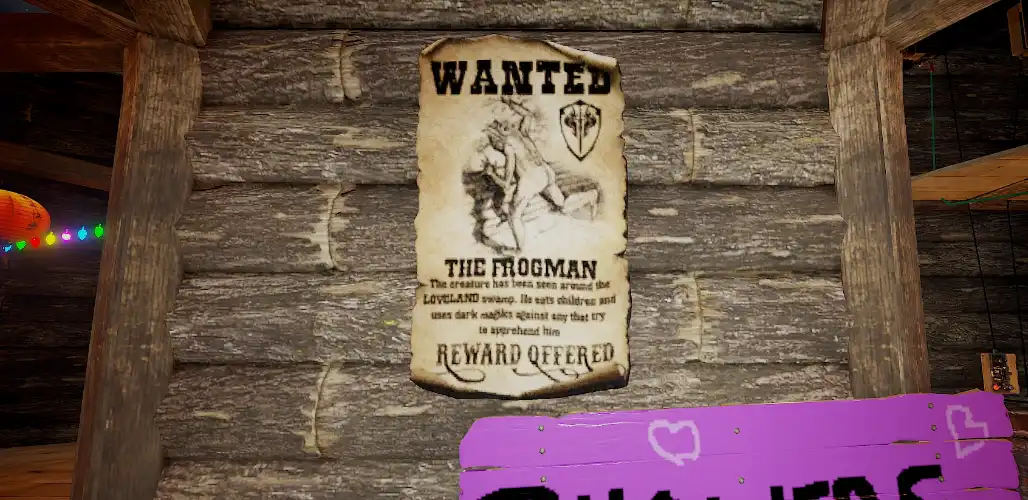 WANTED
THE FROGMAN
The creature has been seen around the
LOVELAND swamp. He eats children and
uses dark magiks against any that try
to apprehend him
REWARD OFFERED